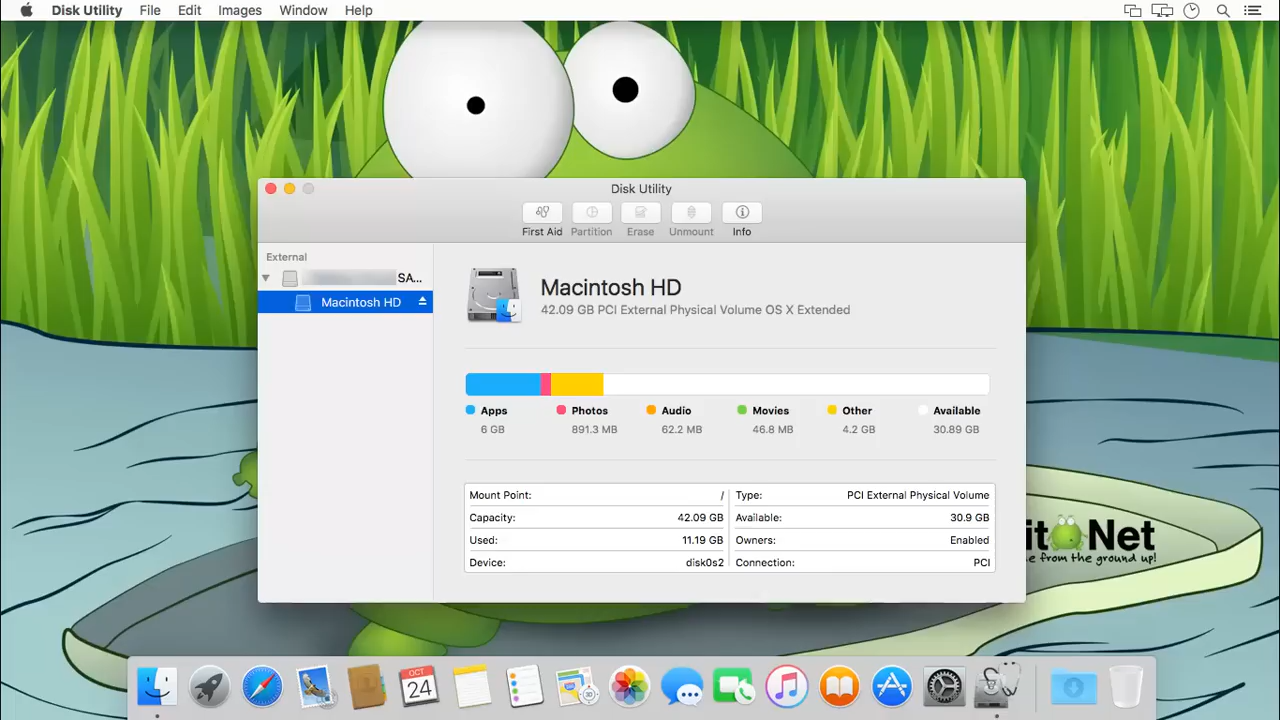 Disk Utility File Edit Images Window Help
Disk Utility
First Aid Partition Erase Unmount Info
External
SA...
Macintosh HD
Macintosh HD
42.09 GB PCI External Physical Volume OS X Extended
Apps Photos Audio Movies Other Available
6 GB 891.3 MB 62.2 MB 46.8 MB 4.2 GB 30.89 GB
Mount Point: / Type: PCI External Physical Volume
Capacity: 42.09 GB Available: 30.9 GB
Used: 11.19 GB Owners: Enabled
Device: disk0s2 Connection: PCI
it Net
e from the ground up!
OCT
24